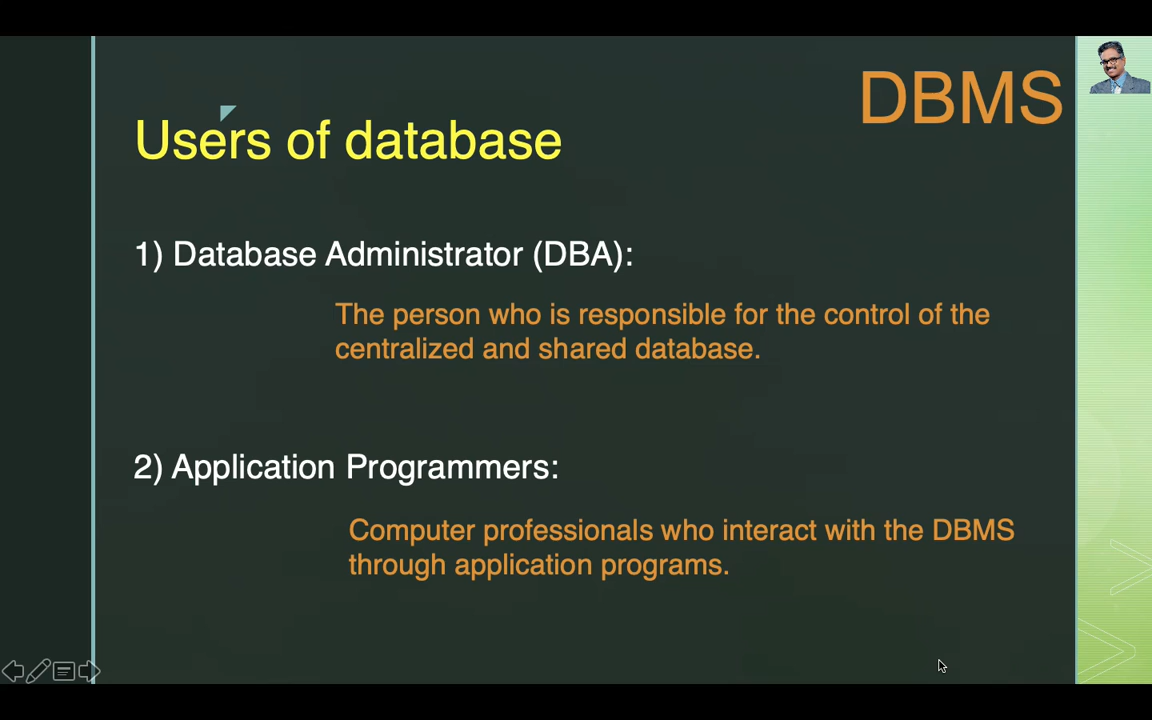 DBMS
Users of database
1) Database Administrator (DBA):
The person who is responsible for the control of the
centralized and shared database.
2) Application Programmers:
Computer professionals who interact with the DBMS
through application programs.